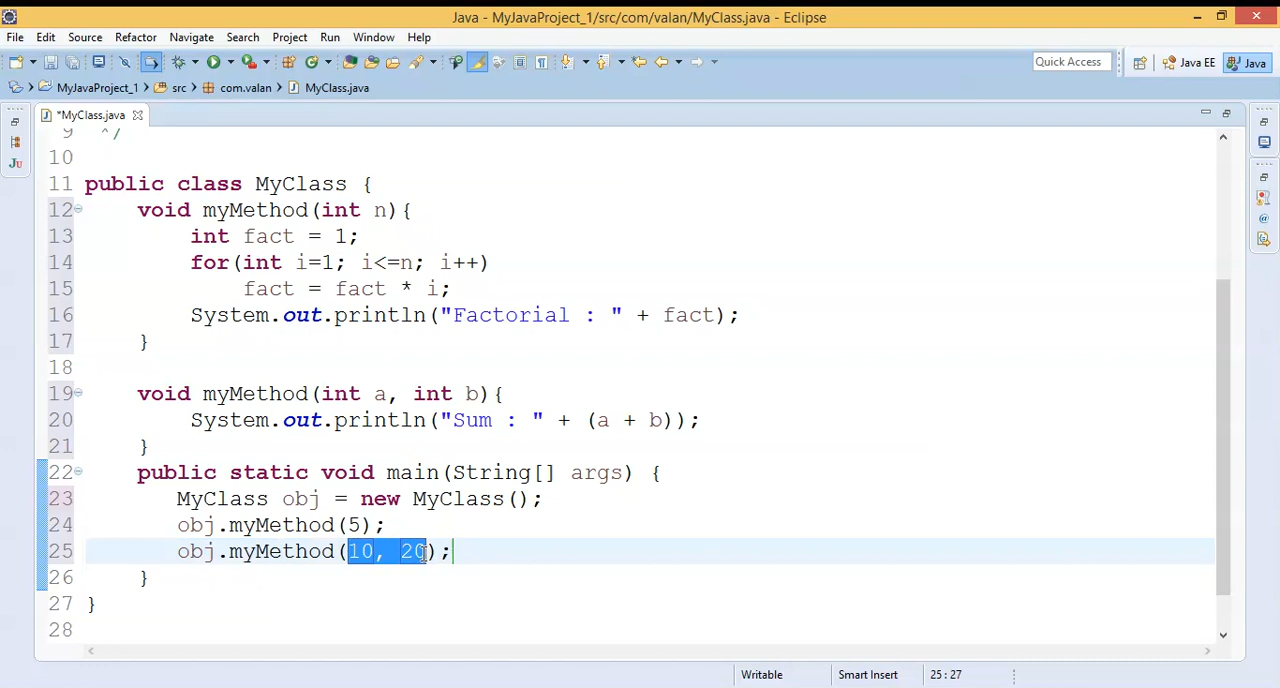 Java - MyJavaProject_1/src/com/valan/MyClass.java - Eclipse
File Edit Source Refactor Navigate Search Project Run Window Help
Quick Access Java EE Java
MyJavaProject_1 src com.valan MyClass.java
*MyClass.java
9 */
10
11 public class MyClass {
12 void myMethod(int n){
13 int fact = 1;
14 for(int i=1; i<=n; i++)
15 fact = fact * i;
16 System.out.println("Factorial : " + fact);
17 }
18
19 void myMethod(int a, int b){
20 System.out.println("Sum : " + (a + b));
21 }
22 public static void main(String[] args) {
23 MyClass obj = new MyClass();
24 obj.myMethod(5);
25 obj.myMethod(10, 20);
26 }
27 }
28
Writable Smart Insert 25 : 27